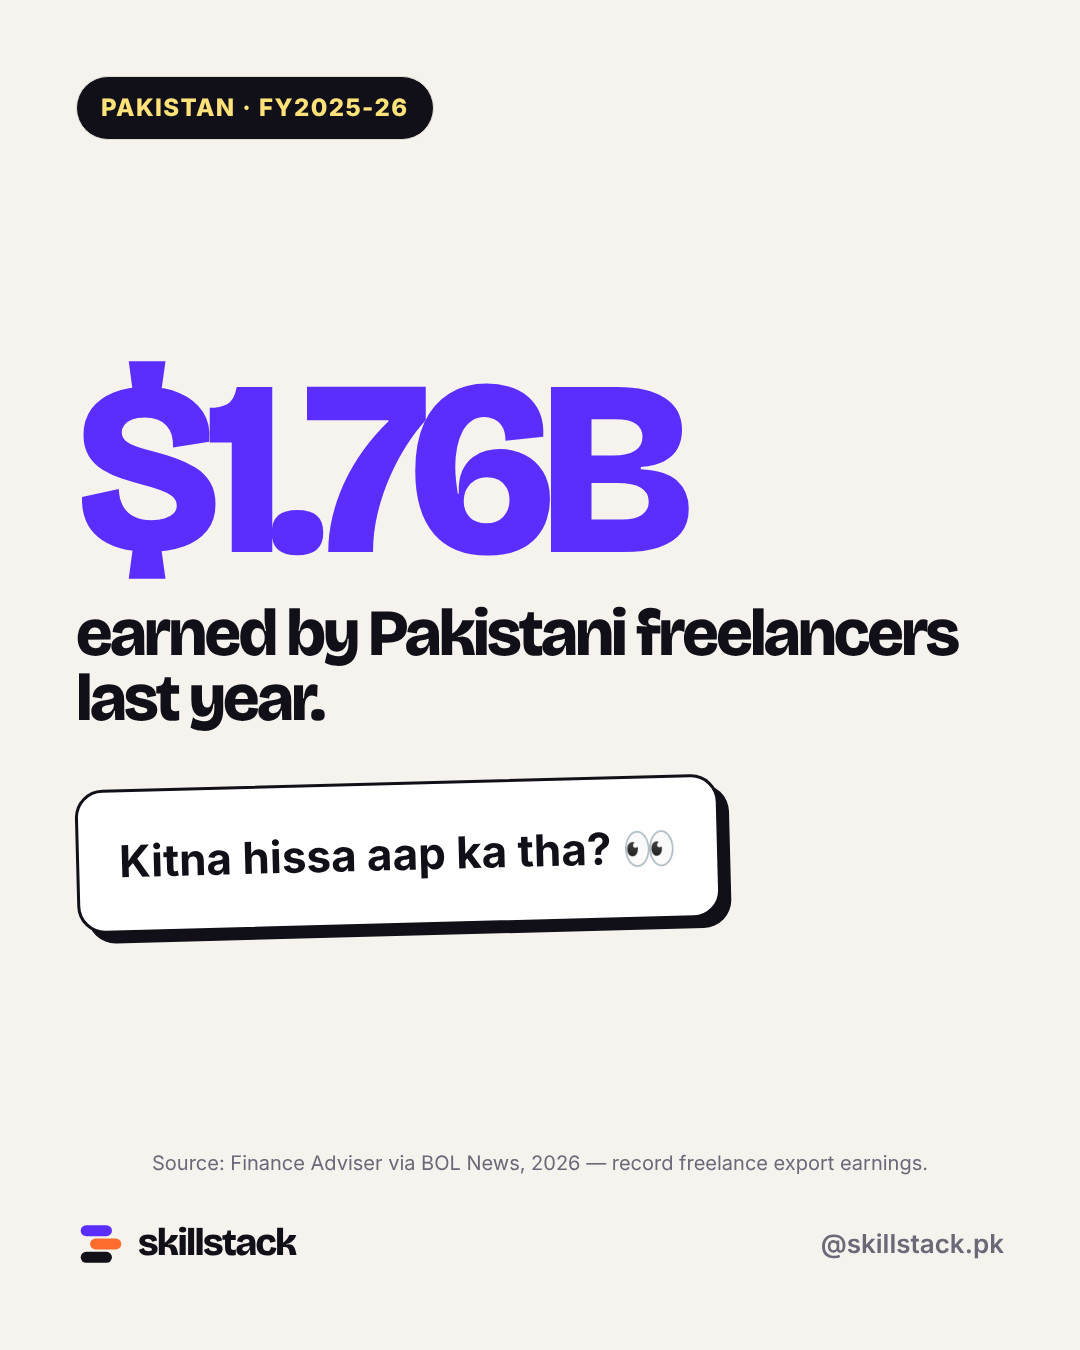 PAKISTAN · FY2025-26
$1.76B
earned by Pakistani freelancers
last year.
Kitna hissa aap ka tha? 👀
Source: Finance Adviser via BOL News, 2026 — record freelance export earnings.
skillstack
@skillstack.pk